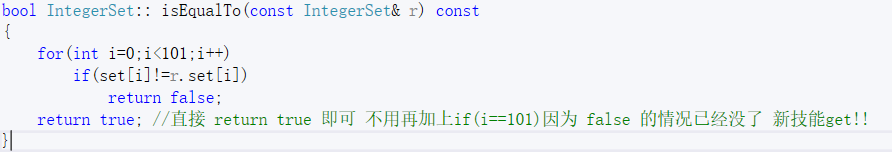 bool IntegerSet:: isEqualTo(const IntegerSet& r) const
{
    for(int i=0;i<101;i++)
        if(set[i]!=r.set[i])
            return false;
    return true; //直接 return true 即可 不用再加上if(i==101)因为 false 的情况已经没了 新技能get!!
}